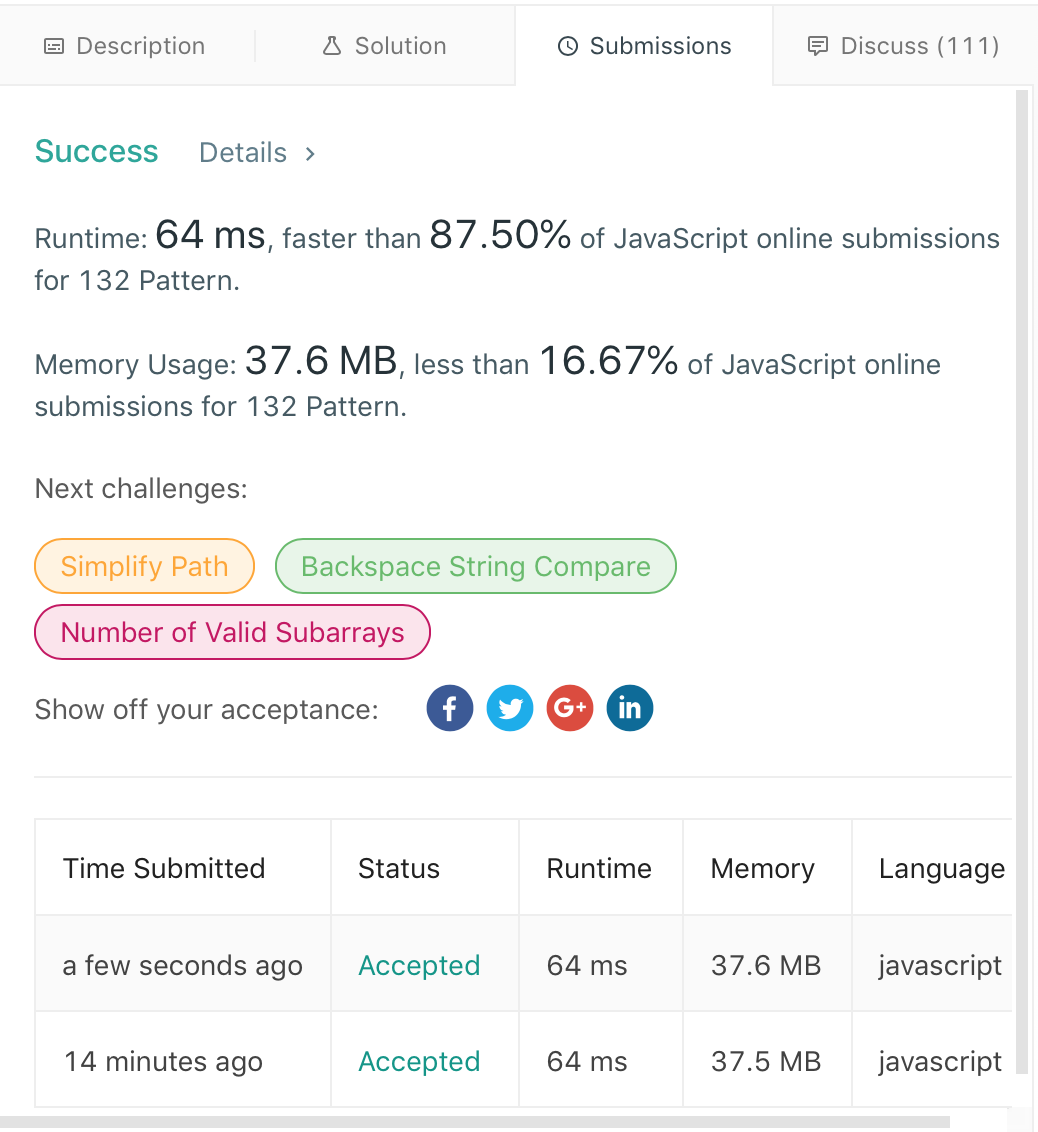 Description Solution Submissions Discuss (111)
Success Details >
Runtime: 64 ms, faster than 87.50% of JavaScript online submissions
for 132 Pattern.
Memory Usage: 37.6 MB, less than 16.67% of JavaScript online
submissions for 132 Pattern.
Next challenges:
Simplify Path Backspace String Compare
Number of Valid Subarrays
Show off your acceptance: f G+ in
Time Submitted Status Runtime Memory Language
a few seconds ago Accepted 64 ms 37.6 MB javascript
14 minutes ago Accepted 64 ms 37.5 MB javascript